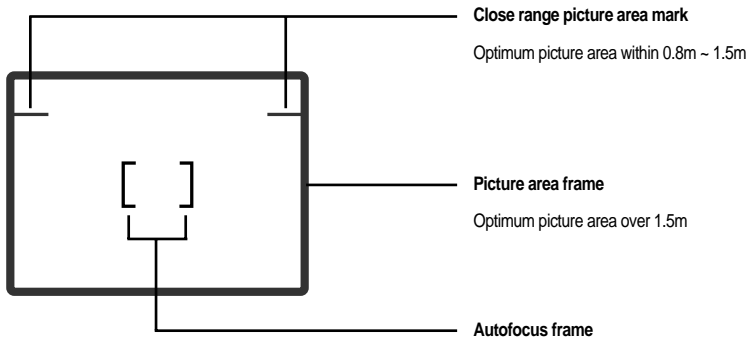 Close range picture area mark
Optimum picture area within 0.8m ~ 1.5m
Picture area frame
Optimum picture area over 1.5m
Autofocus frame